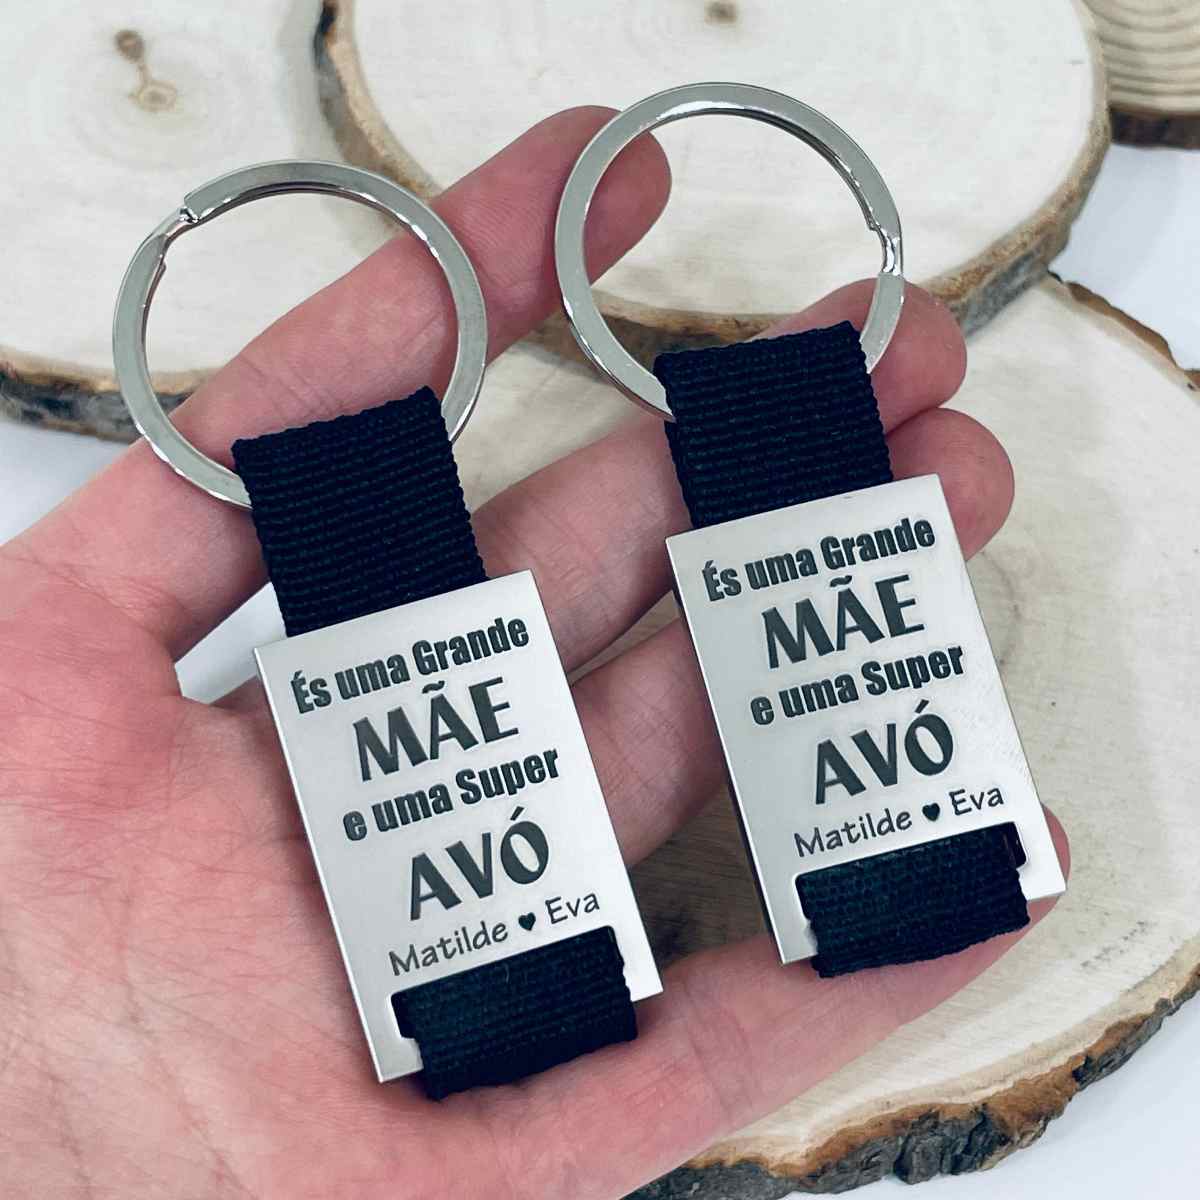 És uma Grande
MÃE
e uma Super
AVÓ
Matilde ♥ Eva
És uma Grande
MÃE
e uma Super
AVÓ
Matilde ♥ Eva